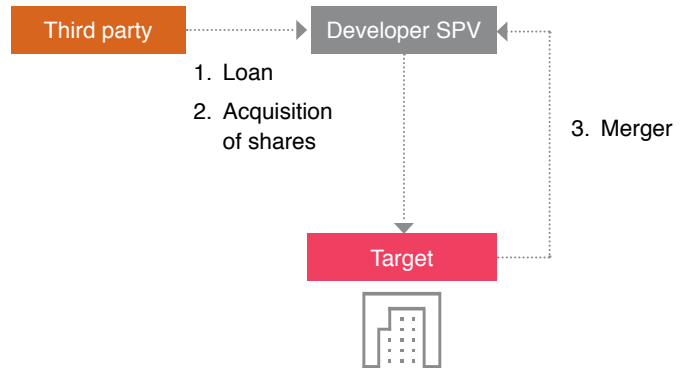 Third party
Developer SPV
1. Loan
2. Acquisition
of shares
3. Merger
Target